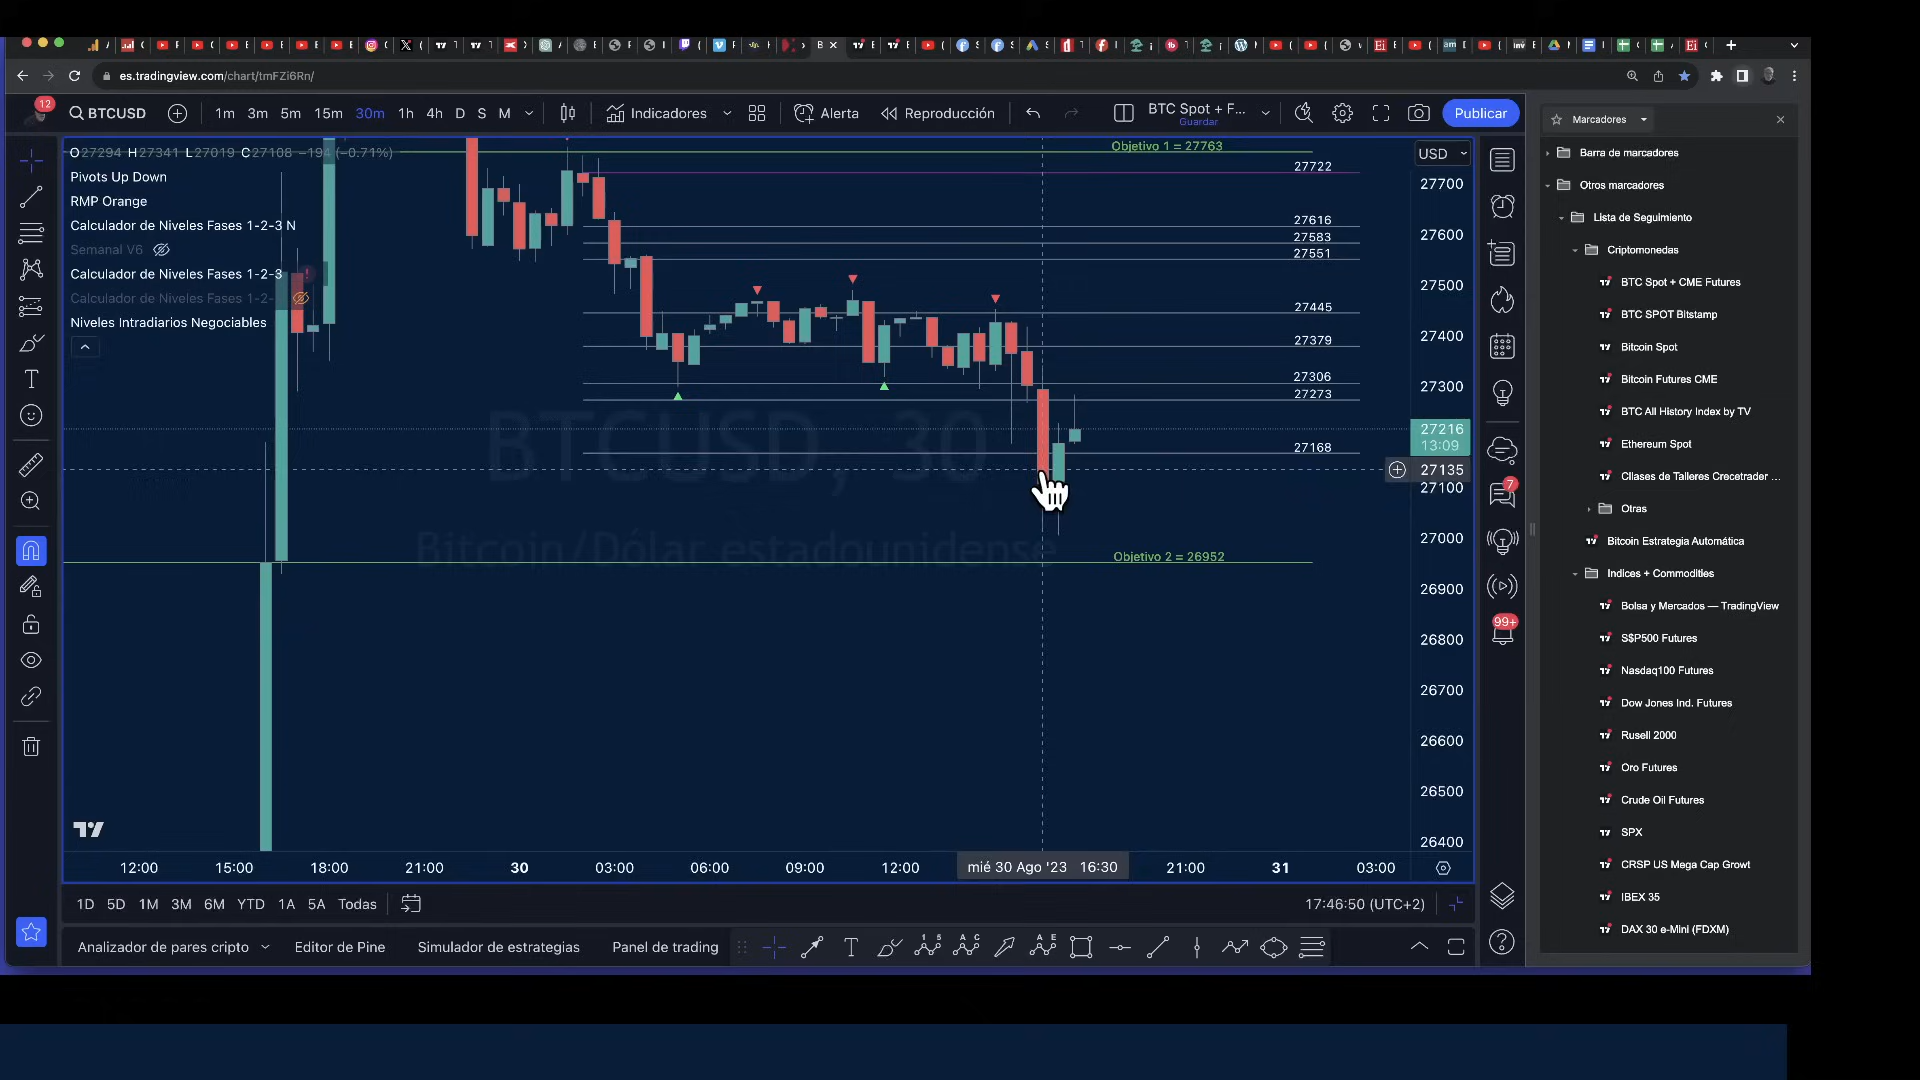 es.tradingview.com/chart/tmFZi6Rn/
12
BTCUSD
1m 3m 5m 15m 30m 1h 4h D S M
Indicadores
Alerta
Reproducción
BTC Spot + F...
Guardar
Publicar
O27294 H27341 L27019 C27108 −194 (−0.71%)
Pivots Up Down
RMP Orange
Calculador de Niveles Fases 1-2-3 N
Semanal V6
Calculador de Niveles Fases 1-2-3
Calculador de Niveles Fases 1-2-
Niveles Intradiarios Negociables
BTCUSD, 30
Bitcoin/Dólar estadounidense
Objetivo 1 = 27763
27722
27616
27583
27551
27445
27379
27306
27273
27168
Objetivo 2 = 26952
USD
27700
27600
27500
27400
27300
27216
13:09
27135
27100
27000
26900
26800
26700
26600
26500
26400
12:00 15:00 18:00 21:00 30 03:00 06:00 09:00 12:00 mié 30 Ago '23 16:30 21:00 31 03:00
1D 5D 1M 3M 6M YTD 1A 5A Todas
17:46:50 (UTC+2)
Analizador de pares cripto
Editor de Pine
Simulador de estrategias
Panel de trading
7
99+
Marcadores
Barra de marcadores
Otros marcadores
Lista de Seguimiento
Criptomonedas
BTC Spot + CME Futures
BTC SPOT Bitstamp
Bitcoin Spot
Bitcoin Futures CME
BTC All History Index by TV
Ethereum Spot
Cllases de Talleres Crecetrader ...
Otras
Bitcoin Estrategia Automática
Indices + Commodities
Bolsa y Mercados — TradingView
S$P500 Futures
Nasdaq100 Futures
Dow Jones Ind. Futures
Rusell 2000
Oro Futures
Crude Oil Futures
SPX
CRSP US Mega Cap Growt
IBEX 35
DAX 30 e-Mini (FDXM)